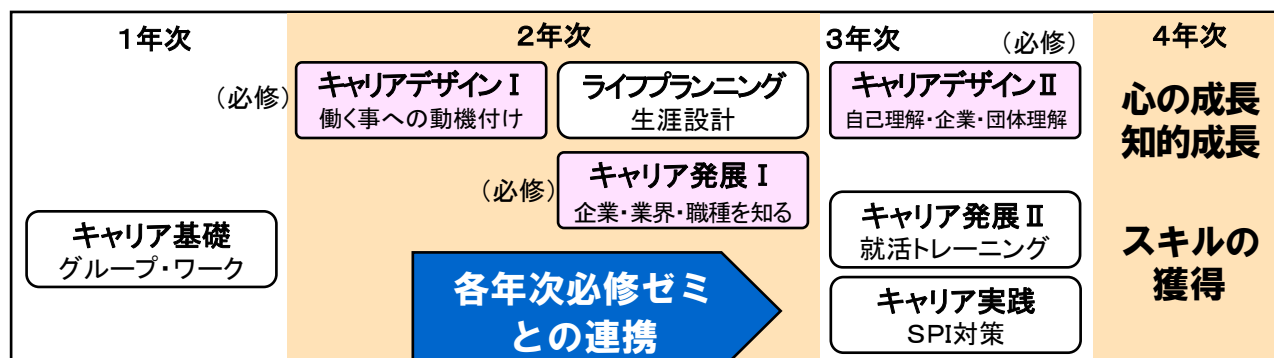 1年次
キャリア基礎
グループ・ワーク
2年次
(必修)
キャリアデザインⅠ
働く事への動機付け
ライフプランニング
生涯設計
(必修)
キャリア発展Ⅰ
企業・業界・職種を知る
各年次必修ゼミ
との連携
3年次
(必修)
キャリアデザインⅡ
自己理解・企業・団体理解
キャリア発展Ⅱ
就活トレーニング
キャリア実践
SPI対策
4年次
心の成長
知的成長
スキルの
獲得